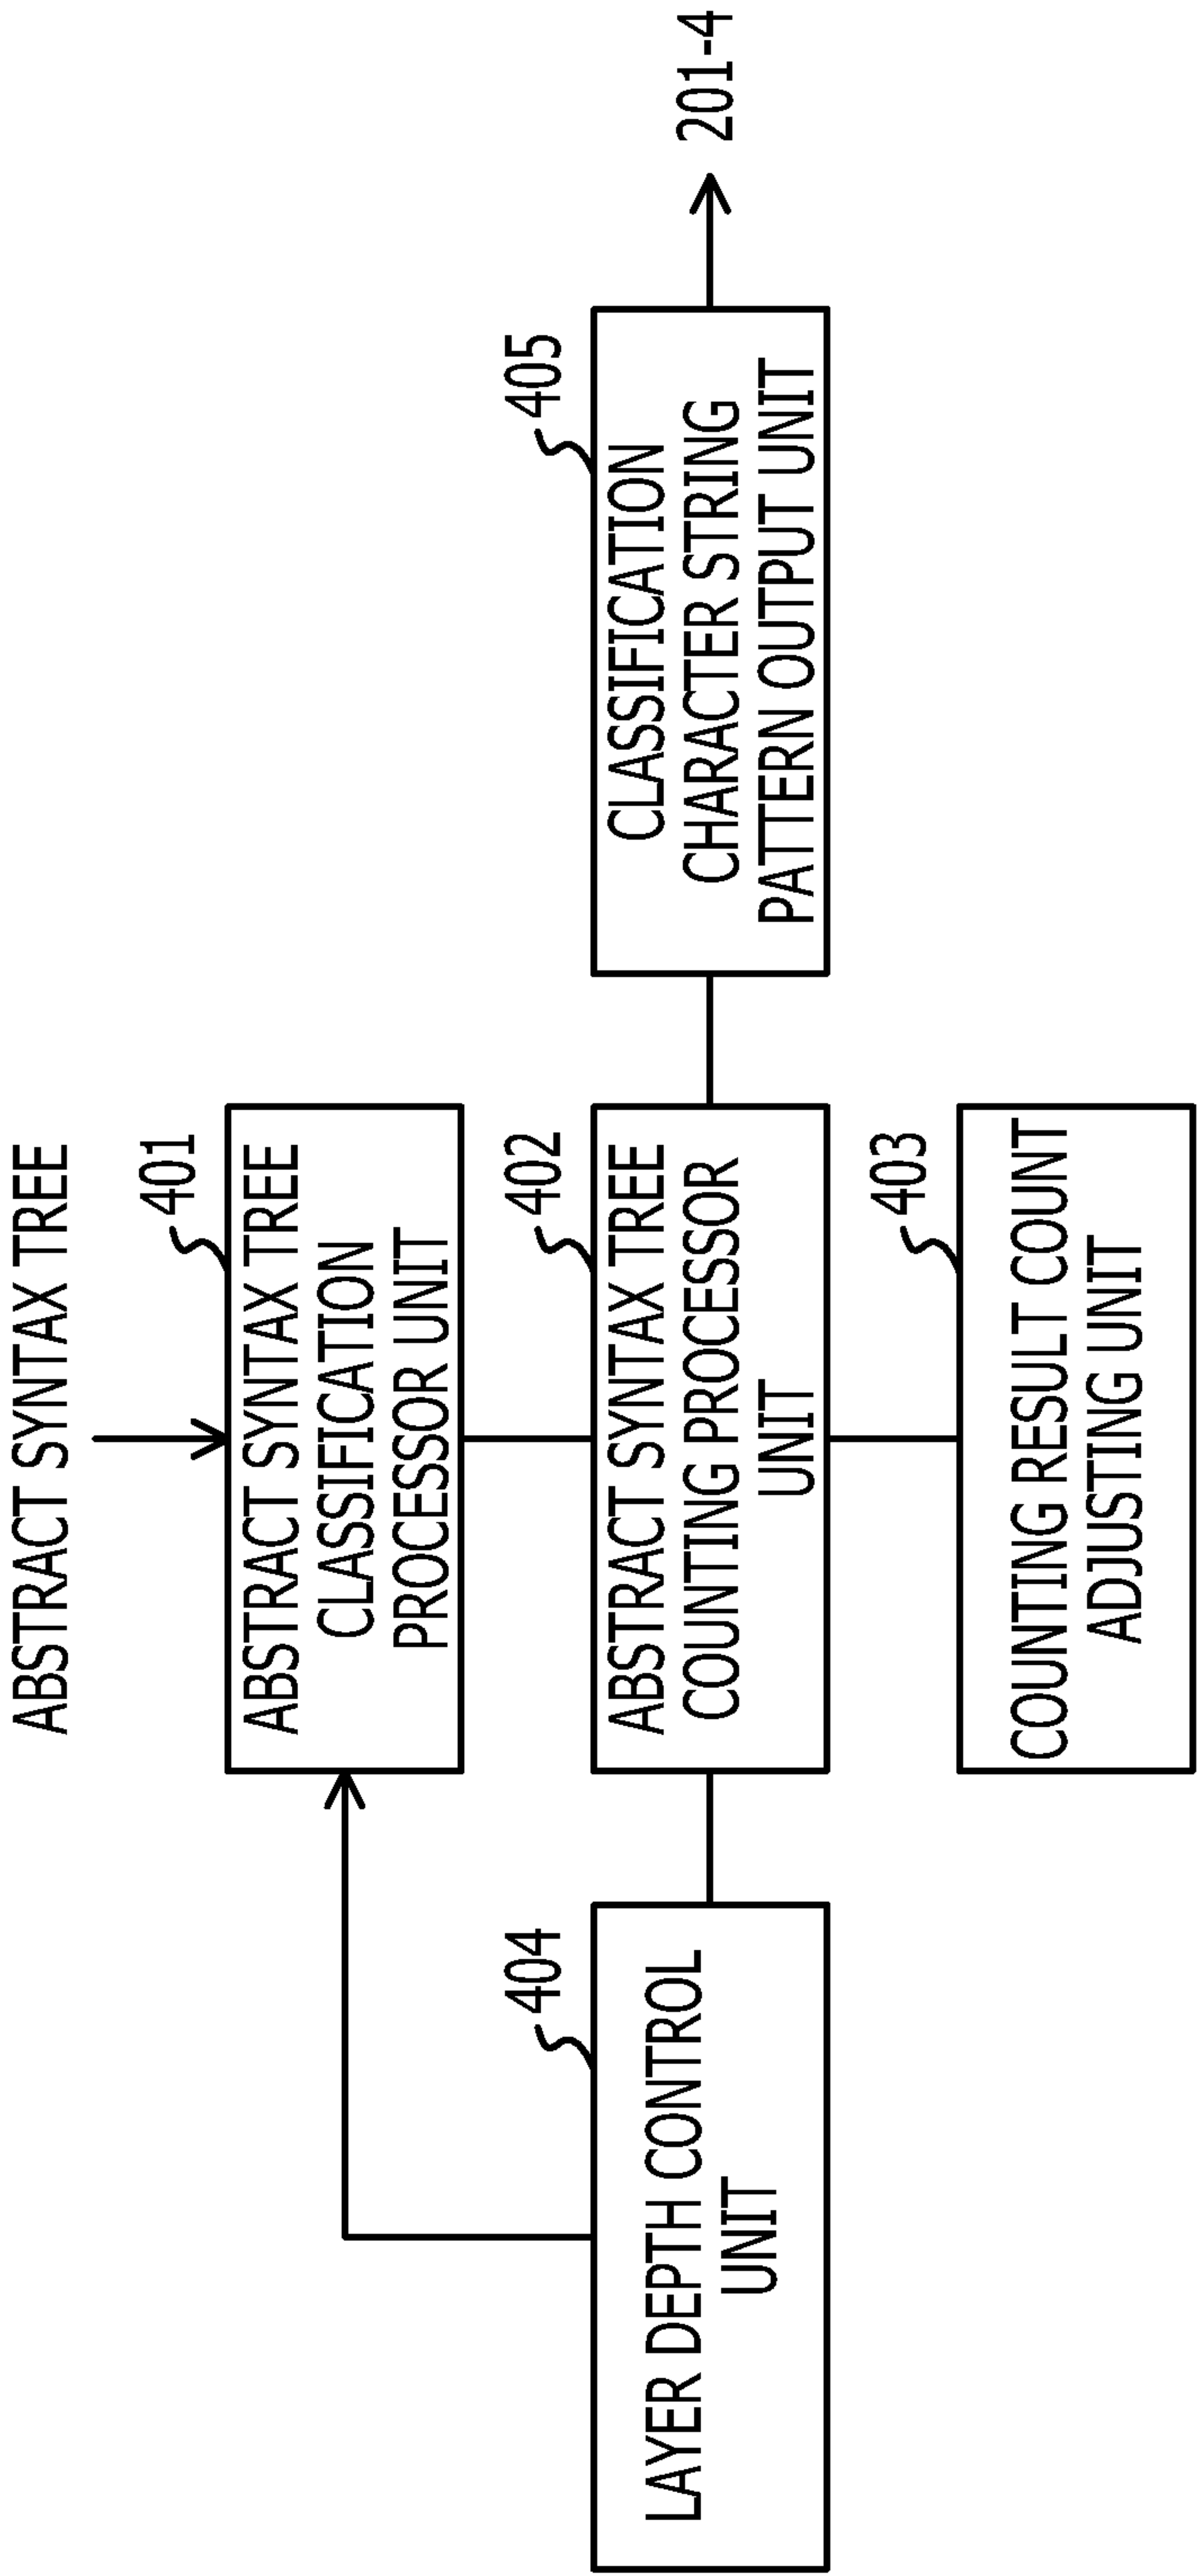 ABSTRACT SYNTAX TREE
401
ABSTRACT SYNTAX TREE
CLASSIFICATION
PROCESSOR UNIT
404
LAYER DEPTH CONTROL
UNIT
402
ABSTRACT SYNTAX TREE
COUNTING PROCESSOR
UNIT
405
CLASSIFICATION
CHARACTER STRING
PATTERN OUTPUT UNIT
201-4
403
COUNTING RESULT COUNT
ADJUSTING UNIT